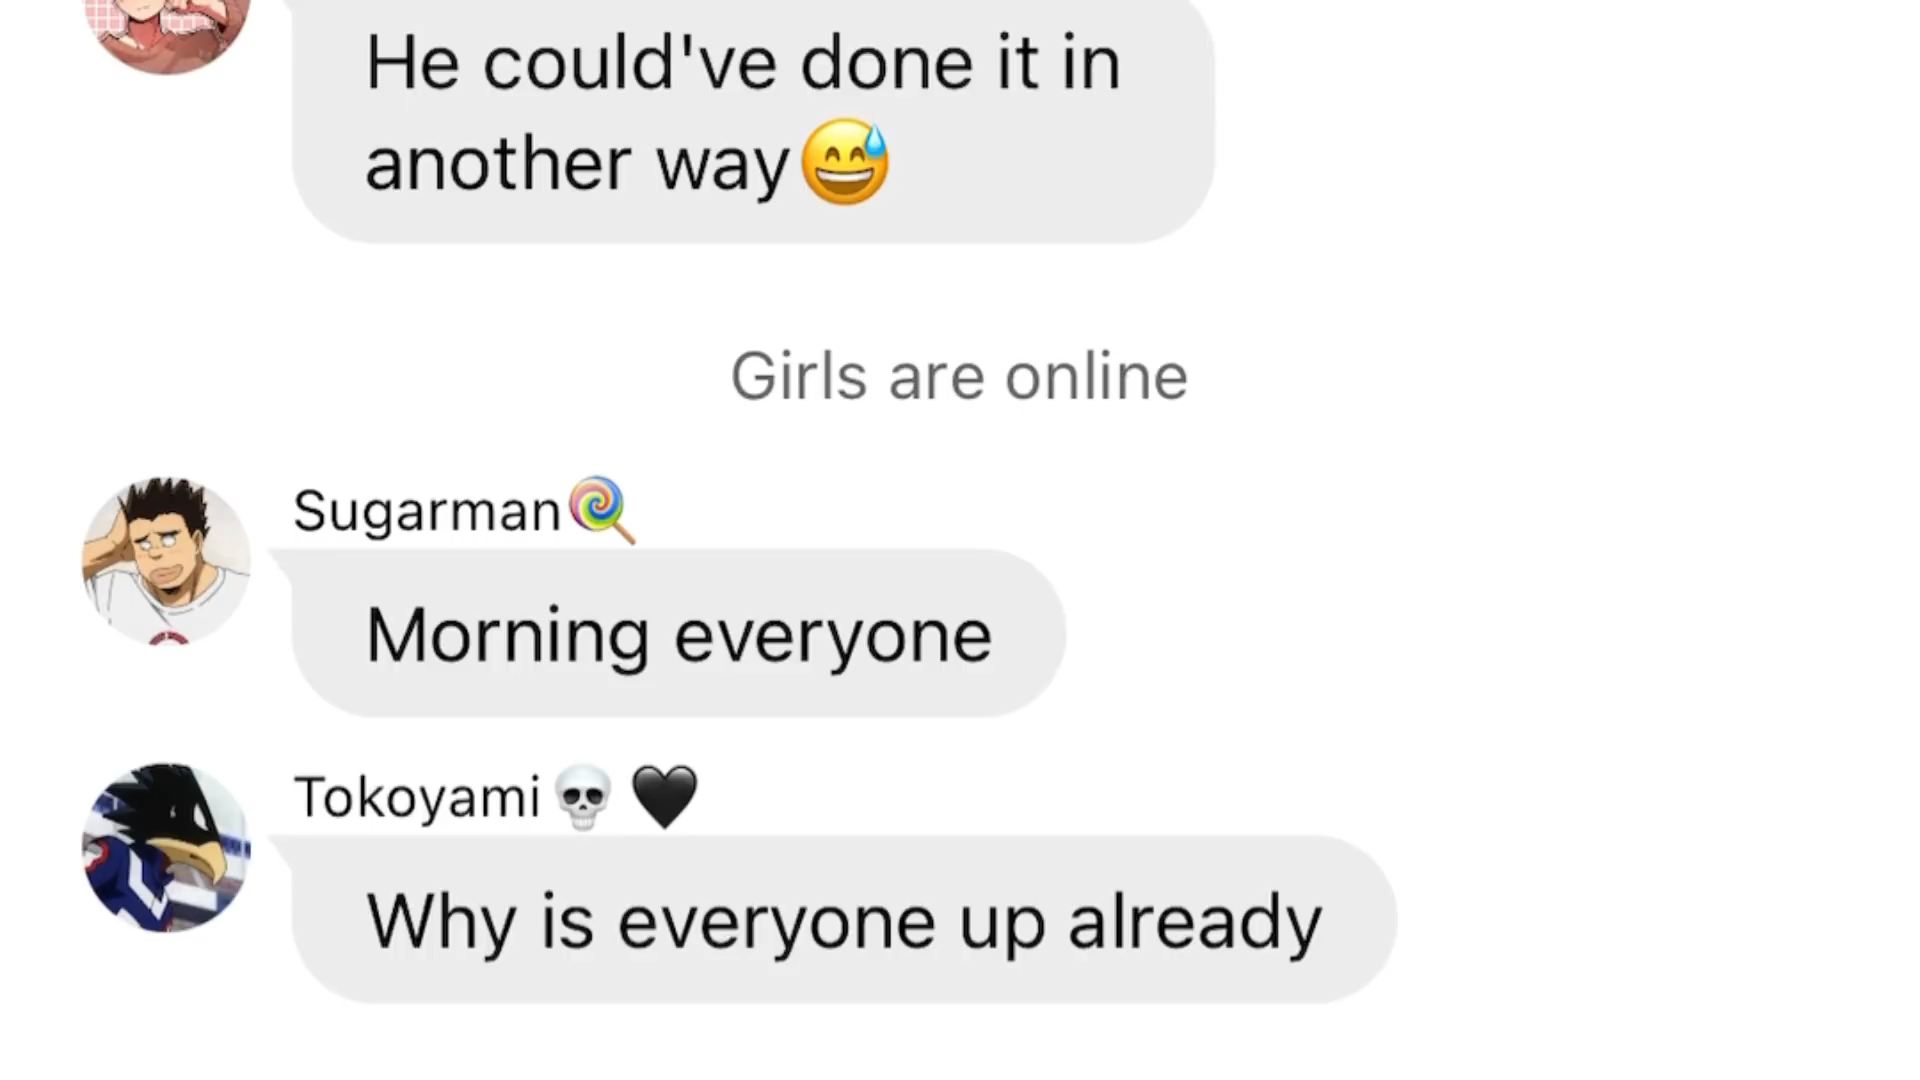 He could've done it in
another way😅
Girls are online
Sugarman🍭
Morning everyone
Tokoyami💀🖤
Why is everyone up already